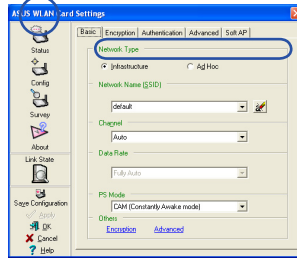 ASUS WLAN Card Settings
Status
Config
Survey
About
Link State
Save Configuration
Apply
OK
Cancel
Help
Basic
Encryption
Authentication
Advanced
Soft AP
Network Type
Infrastructure
Ad Hoc
Network Name (SSID)
default
Channel
Auto
Data Rate
Fully Auto
PS Mode
CAM (Constantly Awake mode)
Others
Encryption
Advanced